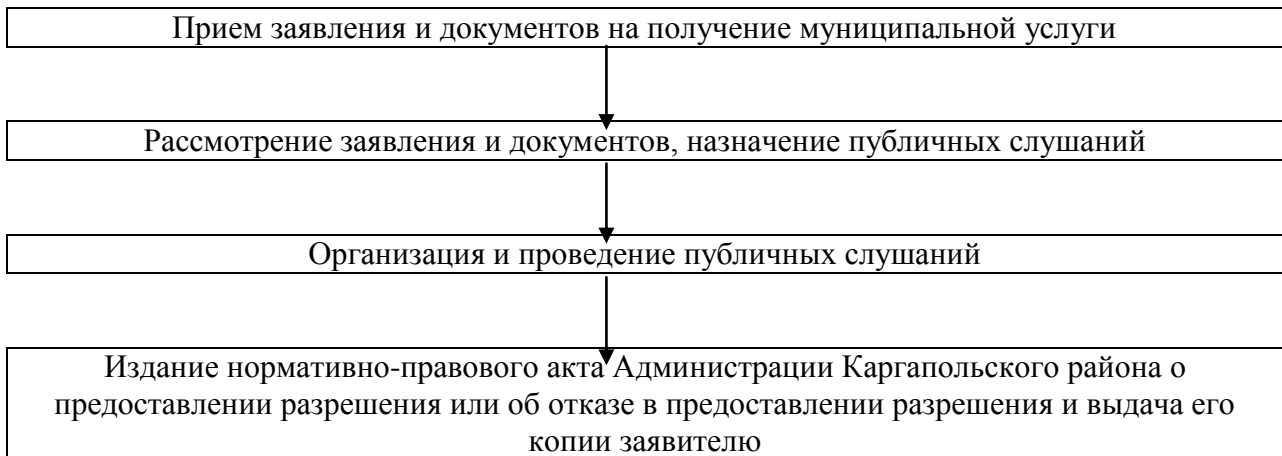 Прием заявления и документов на получение муниципальной услуги
Рассмотрение заявления и документов, назначение публичных слушаний
Организация и проведение публичных слушаний
Издание нормативно-правового акта Администрации Каргапольского района о
предоставлении разрешения или об отказе в предоставлении разрешения и выдача его
копии заявителю